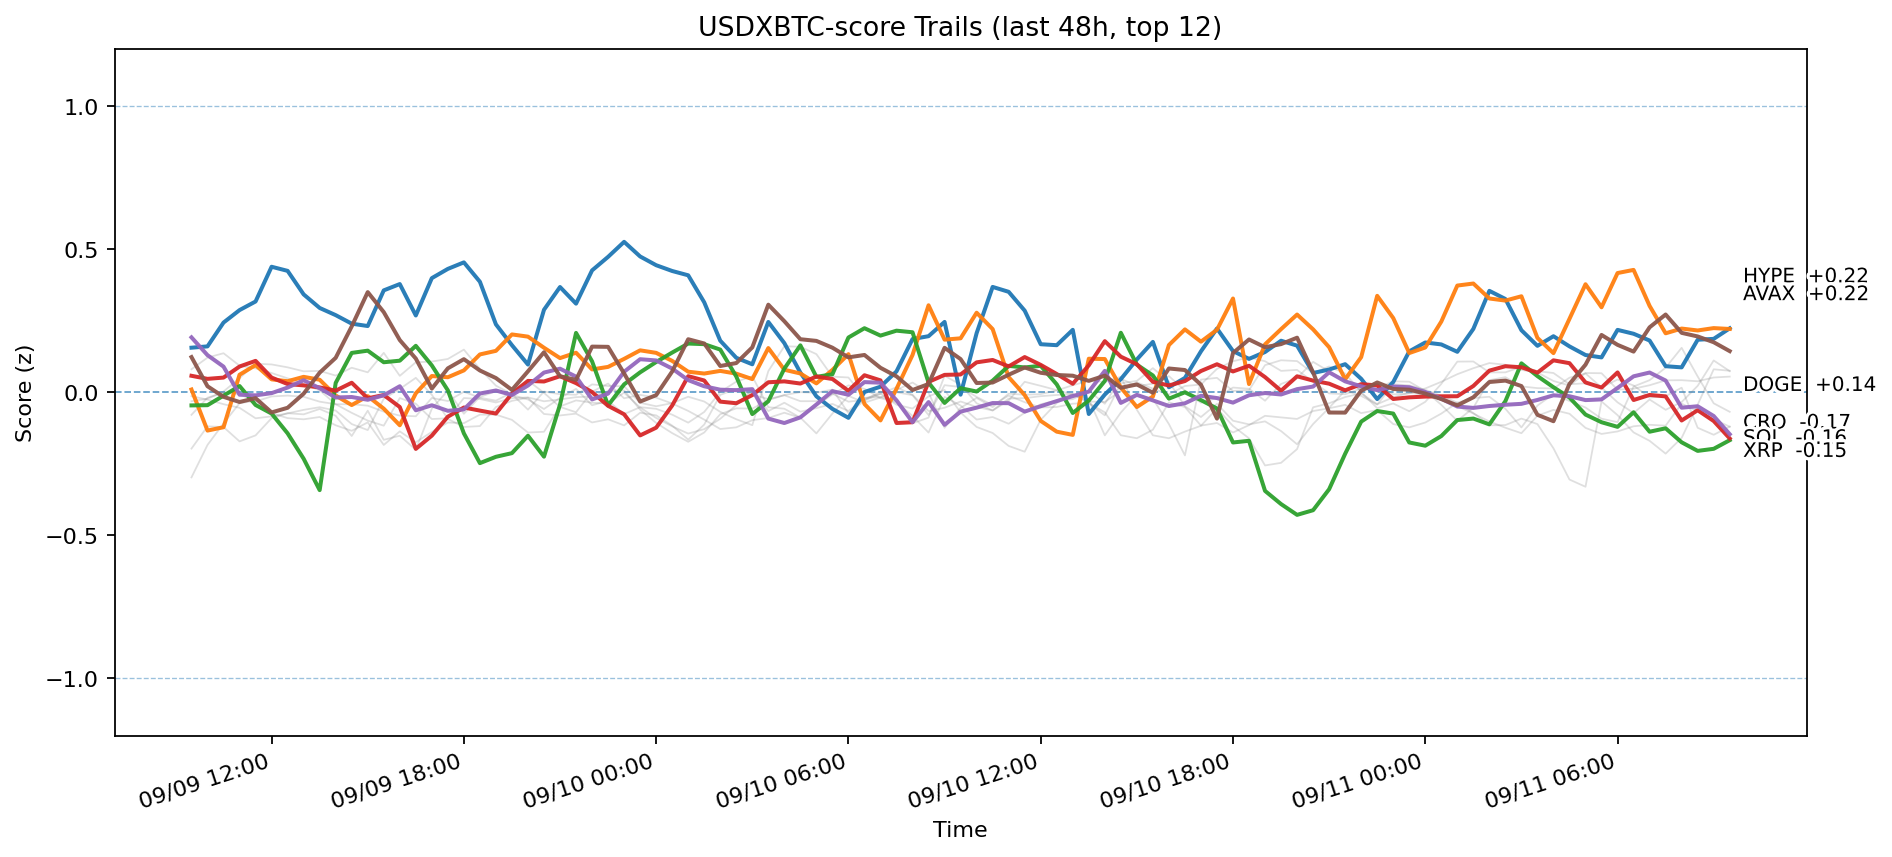 USDXBTC-score Trails (last 48h, top 12)
Score (z)
1.0
0.5
0.0
−0.5
−1.0
HYPE +0.22
AVAX +0.22
DOGE +0.14
CRO -0.17
SOL -0.16
XRP -0.15
09/09 12:00
09/09 18:00
09/10 00:00
09/10 06:00
09/10 12:00
09/10 18:00
09/11 00:00
09/11 06:00
Time